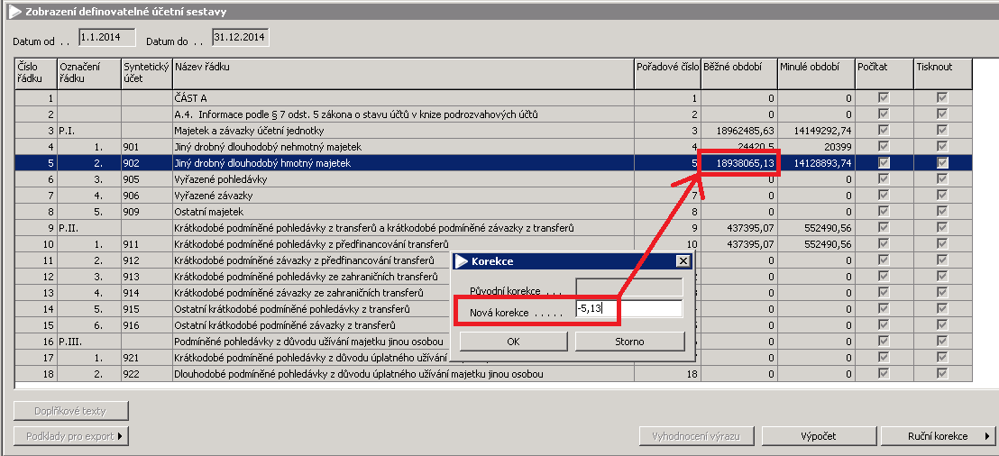 Zobrazení definovatelné účetní sestavy
Datum od . . 1.1.2014 Datum do . . 31.12.2014
Číslo řádku Označení řádku Syntetický účet Název řádku Pořadové číslo Běžné období Minulé období Počítat Tisknout
1 ČÁST A 1 0 0
2 A.4. Informace podle § 7 odst. 5 zákona o stavu účtů v knize podrozvahových účtů 2 0 0
3 P.I. Majetek a závazky účetní jednotky 3 18962485,63 14149292,74
4 1. 901 Jiný drobný dlouhodobý nehmotný majetek 4 24420,5 20399
5 2. 902 Jiný drobný dlouhodobý hmotný majetek 5 18938065,13 14128893,74
6 3. 905 Vyřazené pohledávky 0 0
7 4. 906 Vyřazené závazky 7 0 0
8 5. 909 Ostatní majetek 8 0 0
9 P.II. Krátkodobé podmíněné pohledávky z transferů a krátkodobé podmíněné závazky z transferů 9 437395,07 552490,56
10 1. 911 Krátkodobé podmíněné pohledávky z předfinancování transferů 10 437395,07 552490,56
11 2. 912 Krátkodobé podmíněné závazky z předfinancování transferů 0 0
12 3. 913 Krátkodobé podmíněné pohledávky ze zahraničních transferů 0 0
13 4. 914 Krátkodobé podmíněné závazky ze zahraničních transferů 0 0
14 5. 915 Ostatní krátkodobé podmíněné pohledávky z transferů 0 0
15 6. 916 Ostatní krátkodobé podmíněné závazky z transferů 0 0
16 P.III. Podmíněné pohledávky z důvodu užívání majetku jinou osobou 0 0
17 1. 921 Krátkodobé podmíněné pohledávky z důvodu úplatného užívání 0 0
18 2. 922 Dlouhodobé podmíněné pohledávky z důvodu úplatného užívání majetku jinou osobou 18 0 0
Korekce
Původní korekce . . .
Nová korekce . . . . . -5,13
OK Storno
Doplňkové texty
Podklady pro export Vyhodnocení výrazu Výpočet Ruční korekce